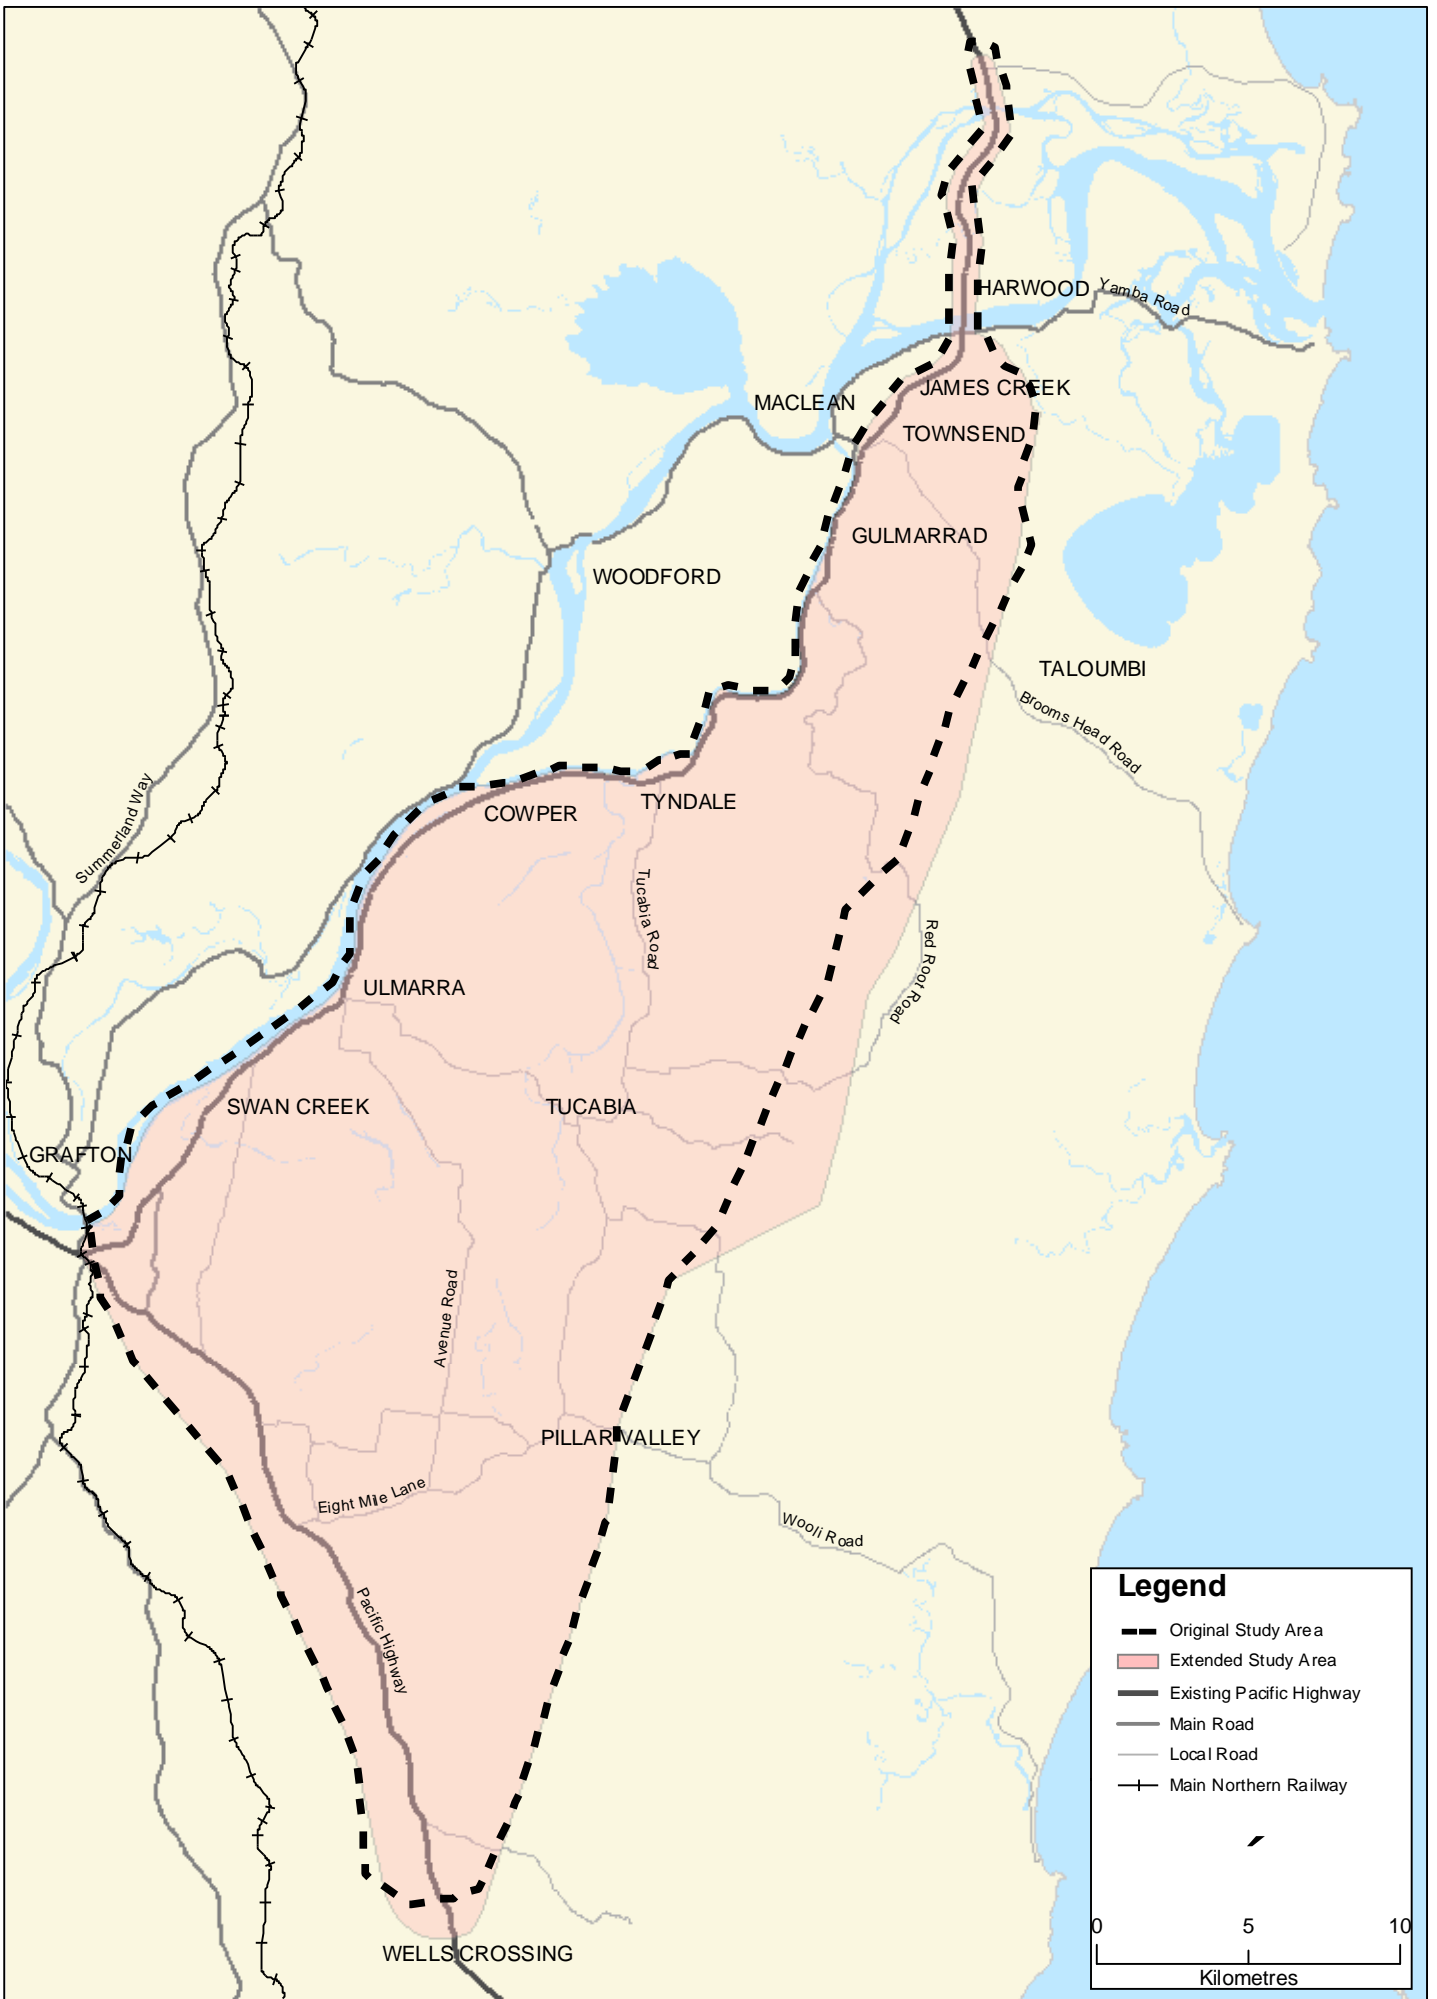 HARWOOD
Yamba Road
JAMES CREEK
MACLEAN
TOWNSEND
GULMARRAD
WOODFORD
TALOUMBI
Brooms Head Road
Summerland Way
COWPER
TYNDALE
Tucabia Road
Red Root Road
ULMARRA
SWAN CREEK
TUCABIA
GRAFTON
Avenue Road
PILLAR VALLEY
Eight Mile Lane
Wooli Road
Pacific Highway
WELLS CROSSING
Legend
Original Study Area
Extended Study Area
Existing Pacific Highway
Main Road
Local Road
Main Northern Railway
0 5 10
Kilometres